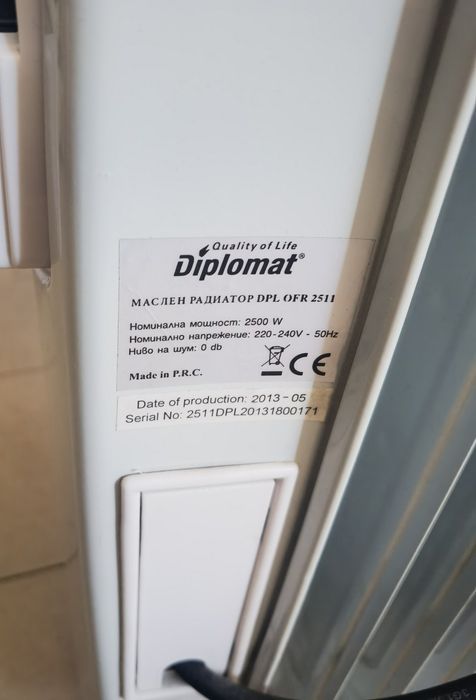 Quality of Life
Diplomat®
МАСЛЕН РАДИАТОР DPL OFR 2511
Номинална мощност: 2500 W
Номинално напрежение: 220-240V - 50Hz
Ниво на шум: 0 db
CE
Made in P.R.C.
Date of production: 2013-05
Serial No: 2511DPL20131800171